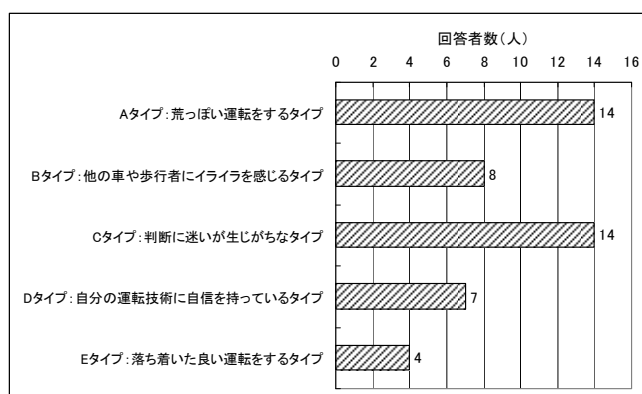 回答者数(人)
0 2 4 6 8 10 12 14 16
Aタイプ:荒っぽい運転をするタイプ 14
Bタイプ:他の車や歩行者にイライラを感じるタイプ 8
Cタイプ:判断に迷いが生じがちなタイプ 14
Dタイプ:自分の運転技術に自信を持っているタイプ 7
Eタイプ:落ち着いた良い運転をするタイプ 4